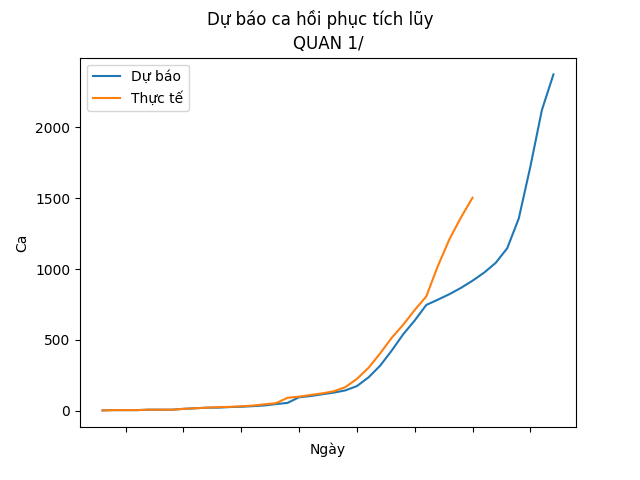 Dự báo ca hồi phục tích lũy
QUAN 1/
Dự báo
Thực tế
2000
1500
1000
500
0
Ca
Ngày